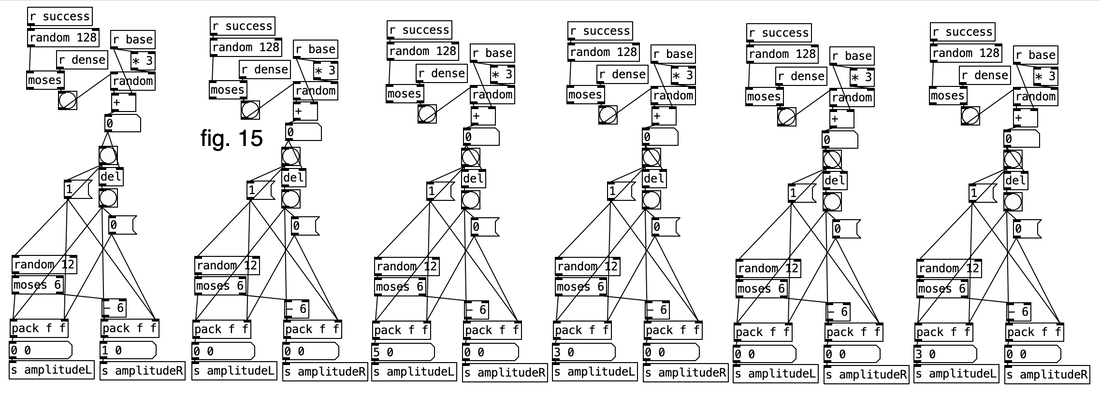 r success
random 128
r base
r dense
* 3
moses
random
+
0
del
1
0
random 12
moses 6
- 6
pack f f
pack f f
0 0
1 0
s amplitudeL
s amplitudeR
r success
random 128
r base
r dense
* 3
moses
random
+
fig. 15
0
del
1
0
random 12
moses 6
- 6
pack f f
pack f f
0 0
0 0
s amplitudeL
s amplitudeR
r success
random 128
r base
r dense
* 3
moses
random
+
0
del
1
0
random 12
moses 6
- 6
pack f f
pack f f
5 0
0 0
s amplitudeL
s amplitudeR
r success
random 128
r base
r dense
* 3
moses
random
+
0
del
1
0
random 12
moses 6
- 6
pack f f
pack f f
3 0
0 0
s amplitudeL
s amplitudeR
r success
random 128
r base
r dense
* 3
moses
random
+
0
del
1
0
random 12
moses 6
- 6
pack f f
pack f f
0 0
0 0
s amplitudeL
s amplitudeR
r success
random 128
r base
r dense
* 3
moses
random
+
0
del
1
0
random 12
moses 6
- 6
pack f f
pack f f
3 0
0 0
s amplitudeL
s amplitudeR